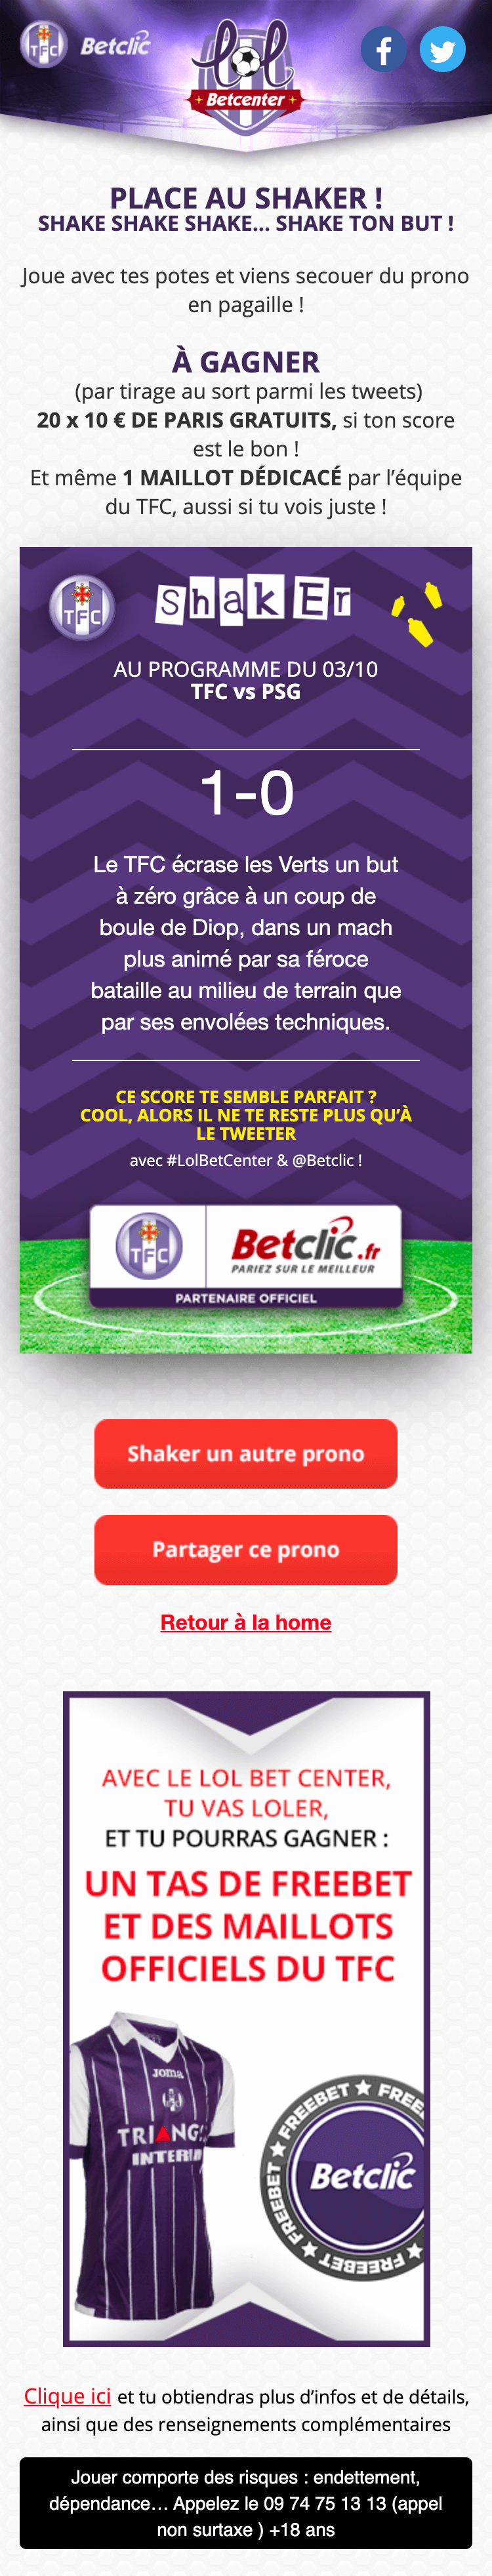 TFC Betclic lol
Betcenter
PLACE AU SHAKER !
SHAKE SHAKE SHAKE... SHAKE TON BUT !
Joue avec tes potes et viens secouer du prono
en pagaille !
À GAGNER
(par tirage au sort parmi les tweets)
20 x 10 € DE PARIS GRATUITS, si ton score
est le bon !
Et même 1 MAILLOT DÉDICACÉ par l'équipe
du TFC, aussi si tu vois juste !
TFC ShakEr
AU PROGRAMME DU 03/10
TFC vs PSG
1-0
Le TFC écrase les Verts un but
à zéro grâce à un coup de
boule de Diop, dans un mach
plus animé par sa féroce
bataille au milieu de terrain que
par ses envolées techniques.
CE SCORE TE SEMBLE PARFAIT ?
COOL, ALORS IL NE TE RESTE PLUS QU'À
LE TWEETER
avec #LolBetCenter & @Betclic !
TFC Betclic.fr
PARIEZ SUR LE MEILLEUR
PARTENAIRE OFFICIEL
Shaker un autre prono
Partager ce prono
Retour à la home
AVEC LE LOL BET CENTER,
TU VAS LOLER,
ET TU POURRAS GAGNER :
UN TAS DE FREEBET
ET DES MAILLOTS
OFFICIELS DU TFC
Joma
TRIANG
INTERIM
FREEBET ★ FREE
Betclic
FREEBET ★ FREEBET
Clique ici et tu obtiendras plus d'infos et de détails,
ainsi que des renseignements complémentaires
Jouer comporte des risques : endettement,
dépendance... Appelez le 09 74 75 13 13 (appel
non surtaxe ) +18 ans